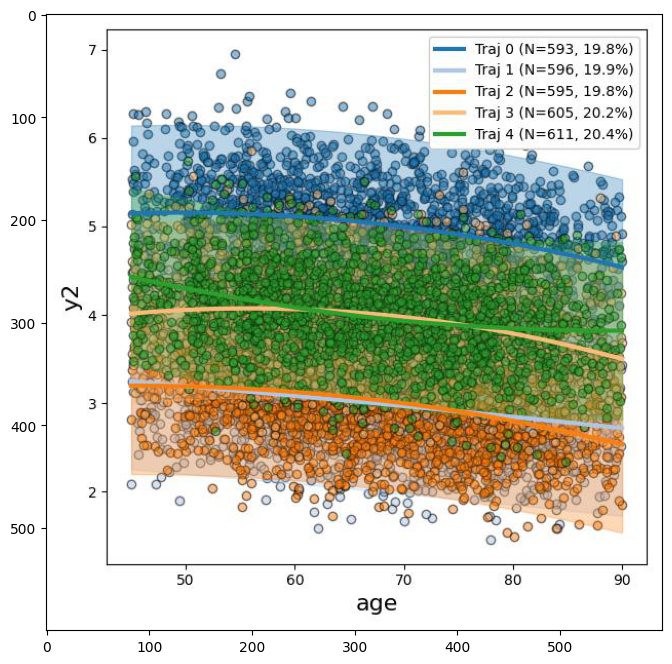 0
100
200
300
400
500
7
6
5
4
3
2
y2
Traj 0 (N=593, 19.8%)
Traj 1 (N=596, 19.9%)
Traj 2 (N=595, 19.8%)
Traj 3 (N=605, 20.2%)
Traj 4 (N=611, 20.4%)
50 60 70 80 90
age
0 100 200 300 400 500